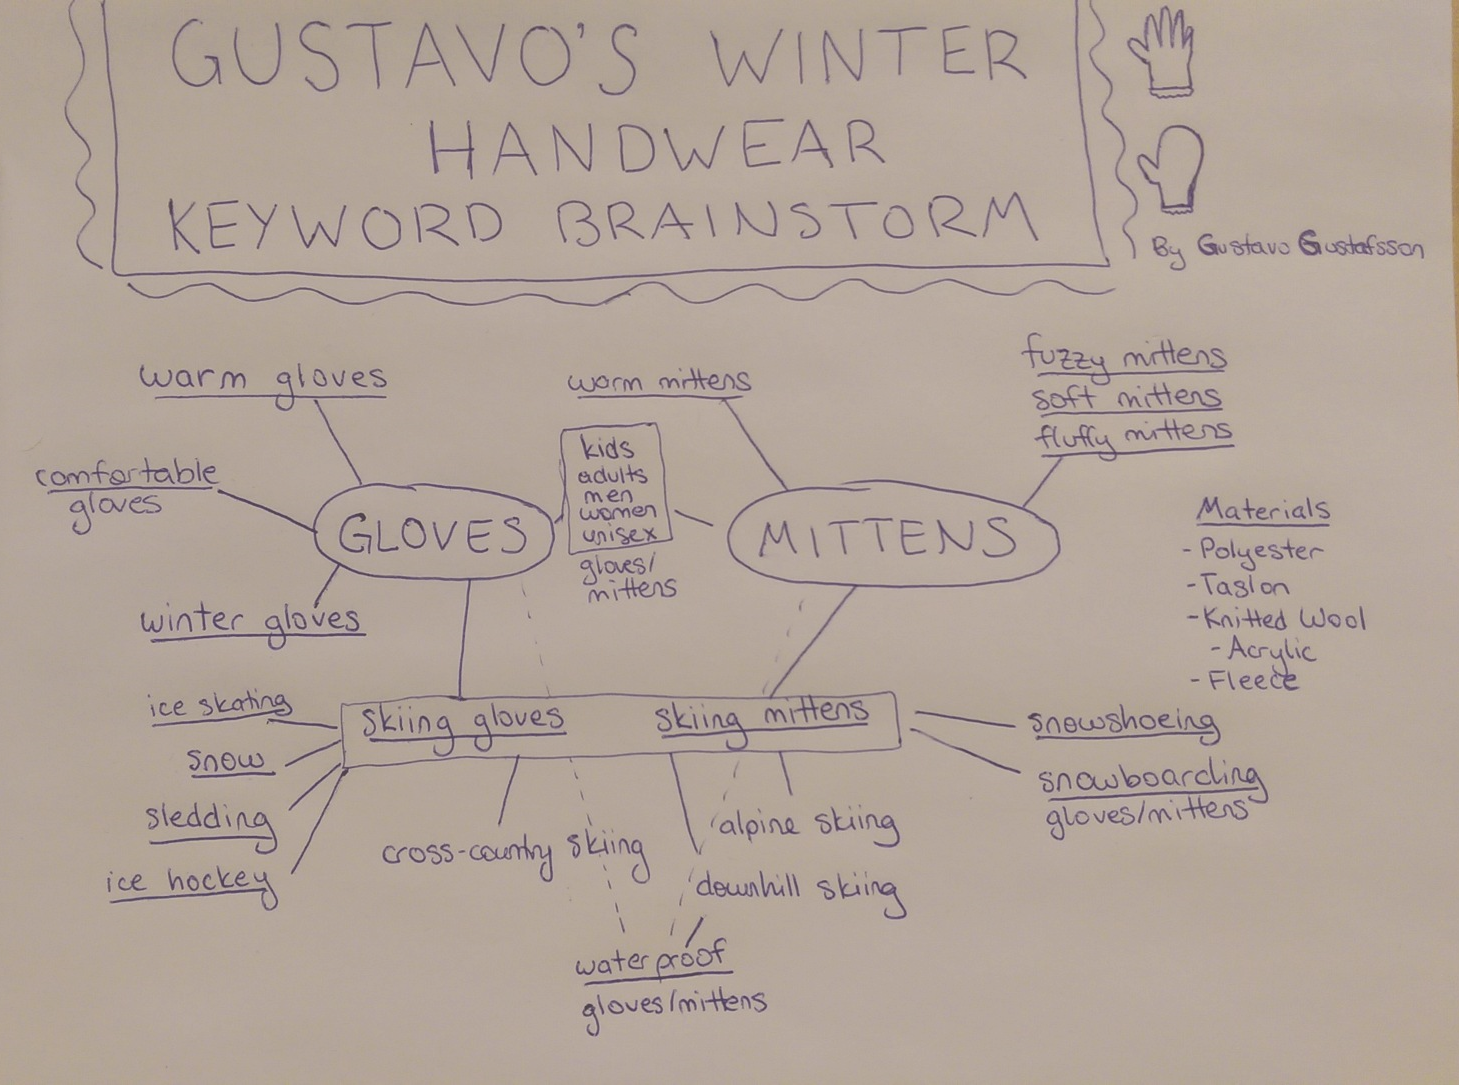 GUSTAVO'S WINTER
HANDWEAR
KEYWORD BRAINSTORM
By Gustavo Gustafsson
warm gloves
comfortable
gloves
winter gloves
GLOVES
kids
adults
men
women
unisex
gloves/
mittens
warm mittens
fuzzy mittens
soft mittens
fluffy mittens
MITTENS
Materials
- Polyester
- Taslon
- Knitted Wool
- Acrylic
- Fleece
skiing gloves skiing mittens
ice skating
snow
sledding
ice hockey
cross-country skiing
alpine skiing
downhill skiing
snowshoeing
snowboarding
gloves/mittens
waterproof
gloves/mittens